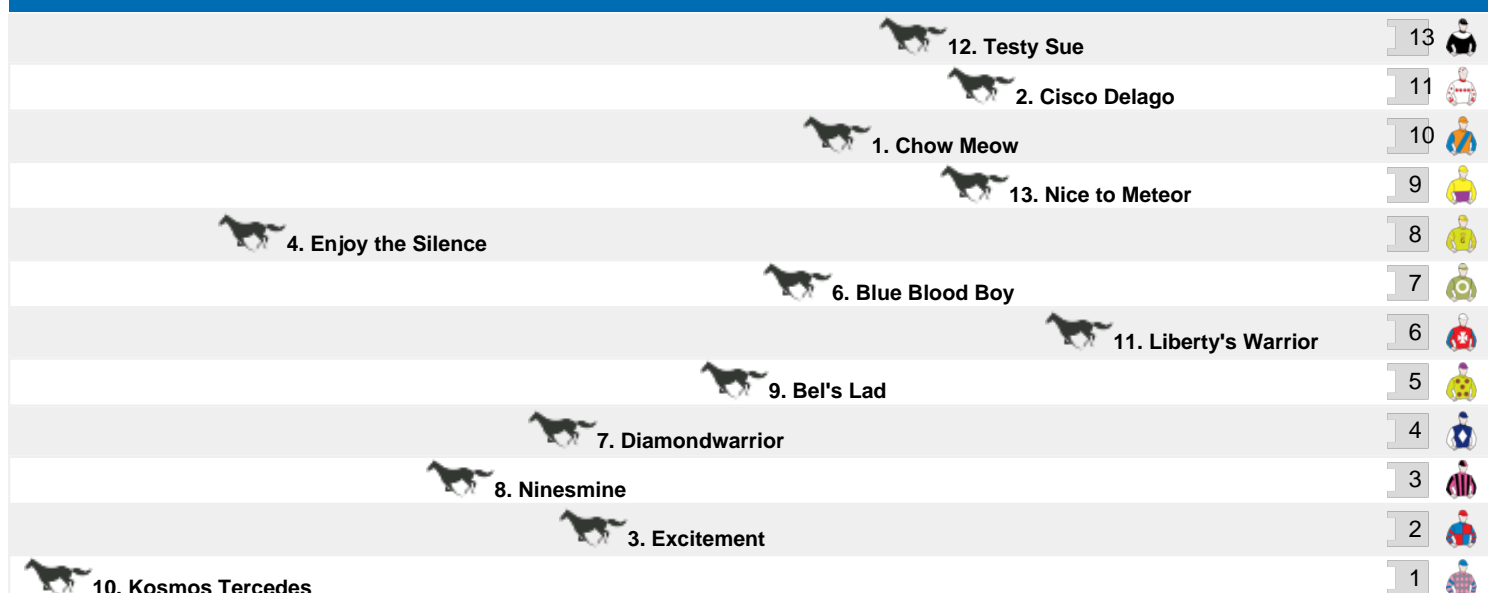 12. Testy Sue 13
2. Cisco Delago 11
1. Chow Meow 10
13. Nice to Meteor 9
4. Enjoy the Silence 8
6. Blue Blood Boy 7
11. Liberty's Warrior 6
9. Bel's Lad 5
7. Diamondwarrior 4
8. Ninesmine 3
3. Excitement 2
10. Kosmos Tercedes 1